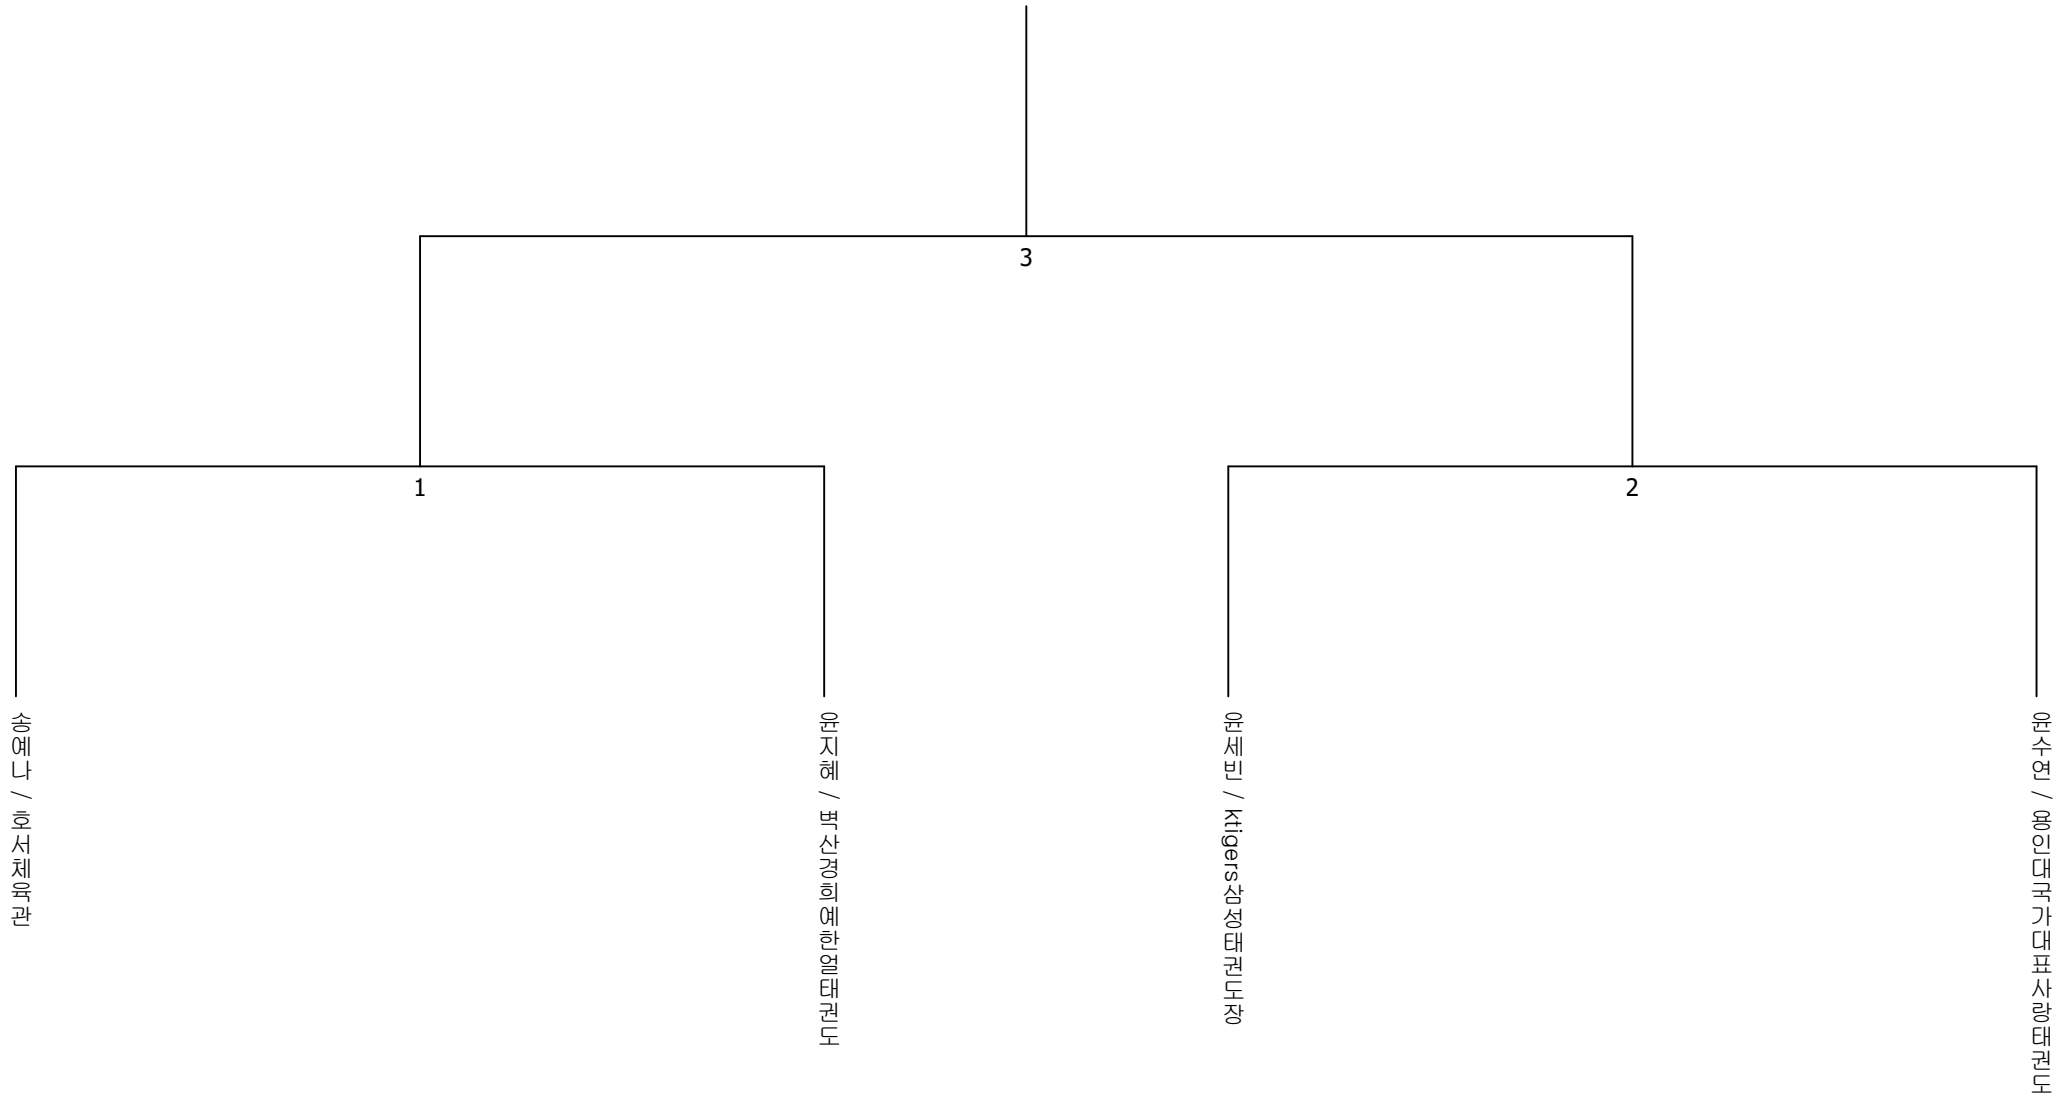 3
1
2
송예나 / 호서체육관
윤지혜 / 벽산경희예한얼태권도
윤세빈 / Ktigers삼성태권도장
윤수연 / 용인대국가대표사랑태권도